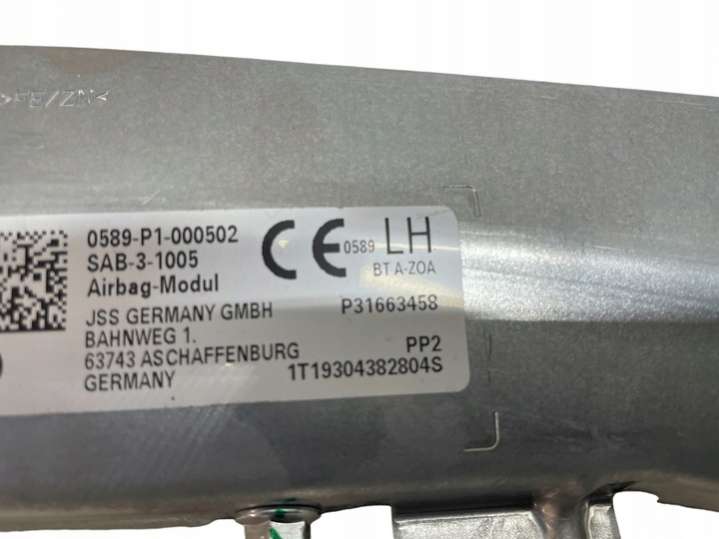 >FE/ZN<
0589-P1-000502
SAB-3-1005
Airbag-Modul
CE 0589
LH
BT A-ZOA
JSS GERMANY GMBH
P31663458
BAHNWEG 1.
63743 ASCHAFFENBURG
PP2
GERMANY
1T19304382804S